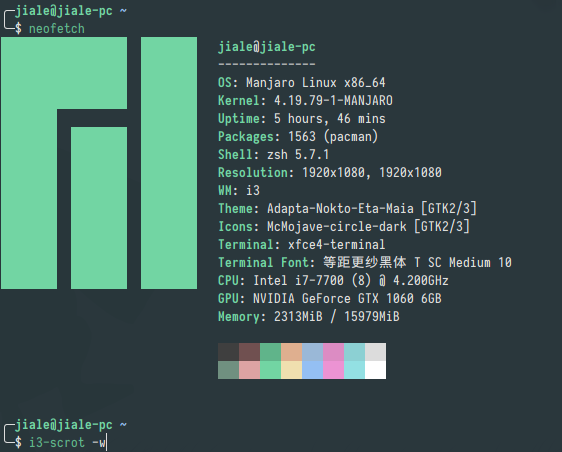 jiale@jiale-pc ~
$ neofetch
jiale@jiale-pc
--------------
OS: Manjaro Linux x86_64
Kernel: 4.19.79-1-MANJARO
Uptime: 5 hours, 46 mins
Packages: 1563 (pacman)
Shell: zsh 5.7.1
Resolution: 1920x1080, 1920x1080
WM: i3
Theme: Adapta-Nokto-Eta-Maia [GTK2/3]
Icons: McMojave-circle-dark [GTK2/3]
Terminal: xfce4-terminal
Terminal Font: 等距更纱黑体 T SC Medium 10
CPU: Intel i7-7700 (8) @ 4.200GHz
GPU: NVIDIA GeForce GTX 1060 6GB
Memory: 2313MiB / 15979MiB
jiale@jiale-pc ~
$ i3-scrot -w